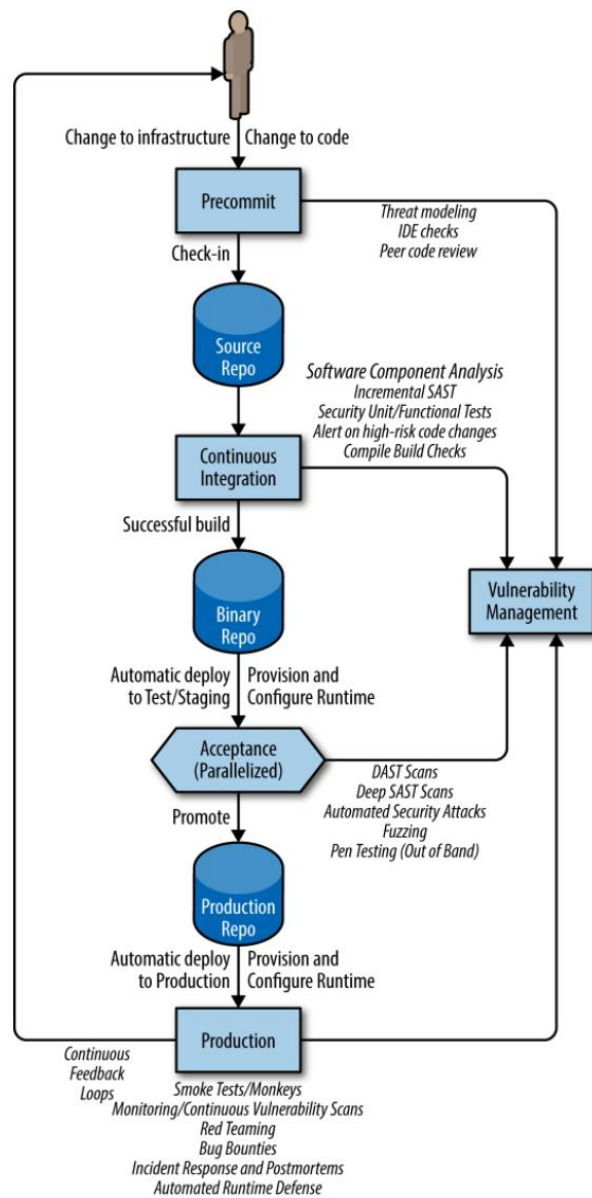 Change to infrastructure
Change to code
Precommit
Threat modeling
IDE checks
Peer code review
Check-in
Source
Repo
Software Component Analysis
Incremental SAST
Security Unit/Functional Tests
Alert on high-risk code changes
Compile Build Checks
Continuous
Integration
Successful build
Binary
Repo
Vulnerability
Management
Automatic deploy
to Test/Staging
Provision and
Configure Runtime
Acceptance
(Parallelized)
DAST Scans
Deep SAST Scans
Automated Security Attacks
Fuzzing
Pen Testing (Out of Band)
Promote
Production
Repo
Automatic deploy
to Production
Provision and
Configure Runtime
Production
Continuous
Feedback
Loops
Smoke Tests/Monkeys
Monitoring/Continuous Vulnerability Scans
Red Teaming
Bug Bounties
Incident Response and Postmortems
Automated Runtime Defense